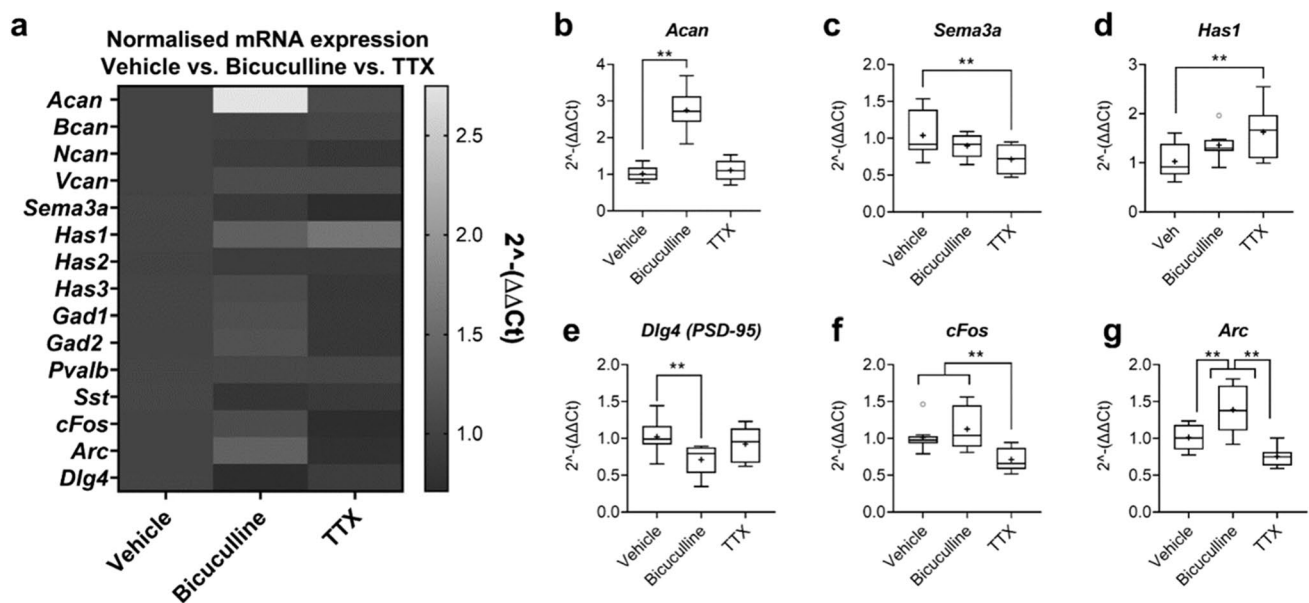 a
Normalised mRNA expression
Vehicle vs. Bicuculline vs. TTX
Acan
Bcan
Ncan
Vcan
Sema3a
Has1
Has2
Has3
Gad1
Gad2
Pvalb
Sst
cFos
Arc
Dlg4
Vehicle
Bicuculline
TTX
2.5
2.0
1.5
1.0
2^-(ΔΔCt)
b
Acan
**
2^-(ΔΔCt)
4
3
2
1
0
Vehicle
Bicuculline
TTX
c
Sema3a
**
2^-(ΔΔCt)
2.0
1.5
1.0
0.5
0.0
Vehicle
Bicuculline
TTX
d
Has1
**
2^-(ΔΔCt)
3
2
1
0
Veh
Bicuculline
TTX
e
Dlg4 (PSD-95)
**
2^-(ΔΔCt)
2.0
1.5
1.0
0.5
0.0
Vehicle
Bicuculline
TTX
f
cFos
**
2^-(ΔΔCt)
2.0
1.5
1.0
0.5
0.0
Vehicle
Bicuculline
TTX
g
Arc
** **
2^-(ΔΔCt)
2.0
1.5
1.0
0.5
0.0
Vehicle
Bicuculline
TTX